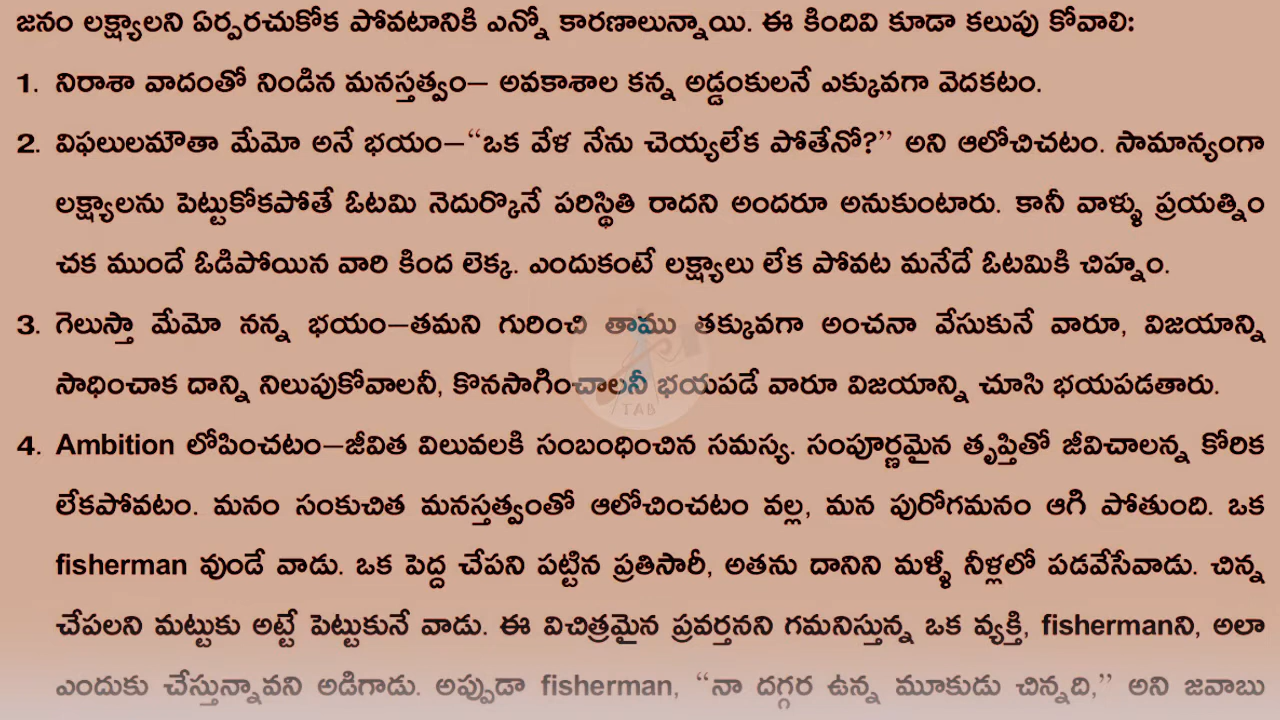 జనం లక్ష్యాలని ఏర్పరచుకోక పోవటానికి ఎన్నో కారణాలున్నాయి. ఈ కిందివి కూడా కలుపు కోవాలి:
1. నిరాశా వాదంతో నిండిన మనస్తత్వం— అవకాశాల కన్న అడ్డంకులనే ఎక్కువగా వెదకటం.
2. విఫలులమౌతా మేమో అనే భయం—“ఒక వేళ నేను చెయ్యలేక పోతేనో?” అని ఆలోచిచటం. సామాన్యంగా
లక్ష్యాలను పెట్టుకోకపోతే ఓటమి నెదుర్కొనే పరిస్థితి రాదని అందరూ అనుకుంటారు. కానీ వాళ్ళు ప్రయత్నిం
చక ముందే ఓడిపోయిన వారి కింద లెక్క. ఎందుకంటే లక్ష్యాలు లేక పోవట మనేదే ఓటమికి చిహ్నం.
3. గెలుస్తా మేమో నన్న భయం—తమని గురించి తాము తక్కువగా అంచనా వేసుకునే వారూ, విజయాన్ని
సాధించాక దాన్ని నిలుపుకోవాలనీ, కొనసాగించాలనీ భయపడే వారూ విజయాన్ని చూసి భయపడతారు.
TAB
4. Ambition లోపించటం—జీవిత విలువలకి సంబంధించిన సమస్య. సంపూర్ణమైన తృప్తితో జీవిచాలన్న కోరిక
లేకపోవటం. మనం సంకుచిత మనస్తత్వంతో ఆలోచించటం వల్ల, మన పురోగమనం ఆగి పోతుంది. ఒక
fisherman వుండే వాడు. ఒక పెద్ద చేపని పట్టిన ప్రతిసారీ, అతను దానిని మళ్ళీ నీళ్లలో పడవేసేవాడు. చిన్న
చేపలని మట్టుకు అట్టే పెట్టుకునే వాడు. ఈ విచిత్రమైన ప్రవర్తనని గమనిస్తున్న ఒక వ్యక్తి, fishermanని, అలా
ఎందుకు చేస్తున్నావని అడిగాడు. అప్పుడా fisherman, “నా దగ్గర ఉన్న మూకుడు చిన్నది,” అని జవాబు